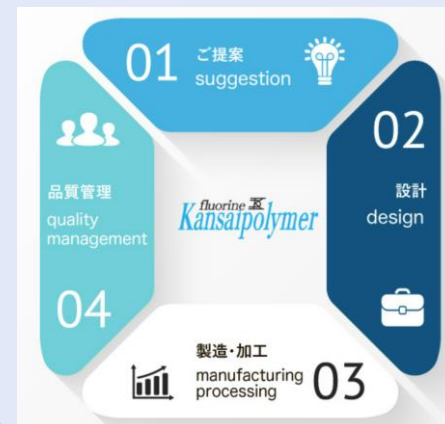 01
ご提案
suggestion
02
設計
design
製造・加工
manufacturing
processing
03
品質管理
quality
management
04
fluorine
Kansaipolymer